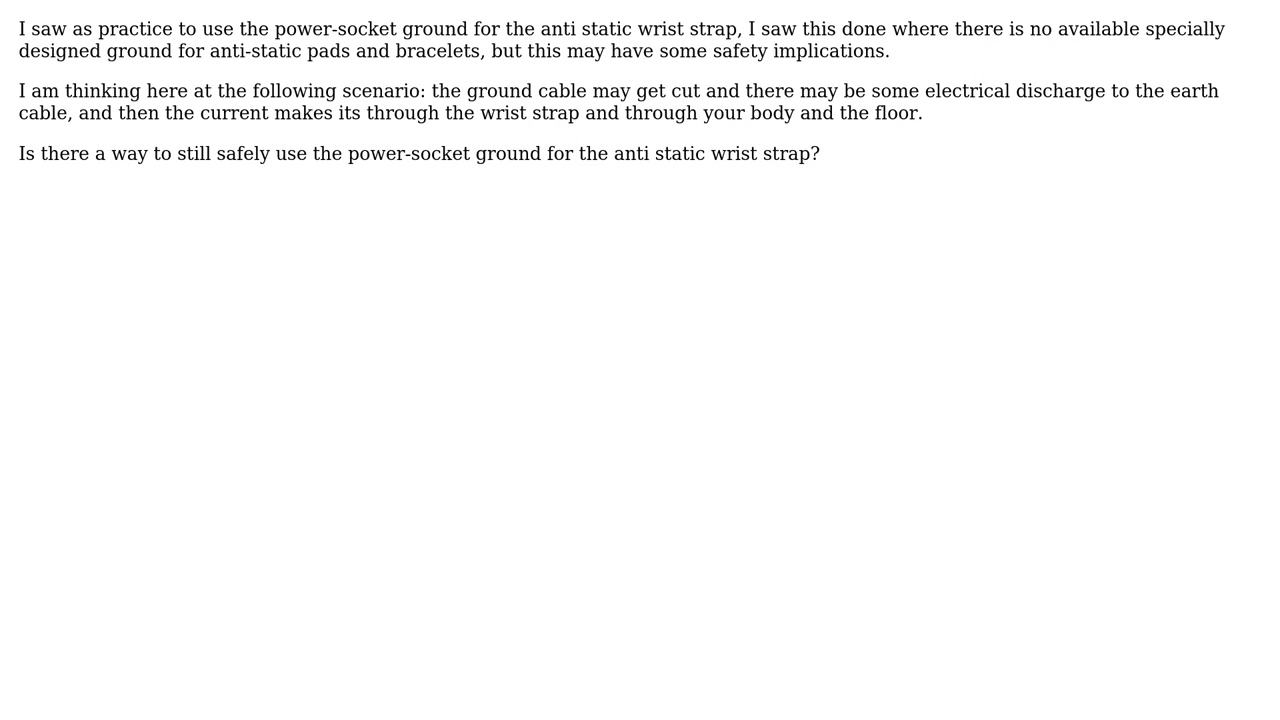 I saw as practice to use the power-socket ground for the anti static wrist strap, I saw this done where there is no available specially
designed ground for anti-static pads and bracelets, but this may have some safety implications.
I am thinking here at the following scenario: the ground cable may get cut and there may be some electrical discharge to the earth
cable, and then the current makes its through the wrist strap and through your body and the floor.
Is there a way to still safely use the power-socket ground for the anti static wrist strap?